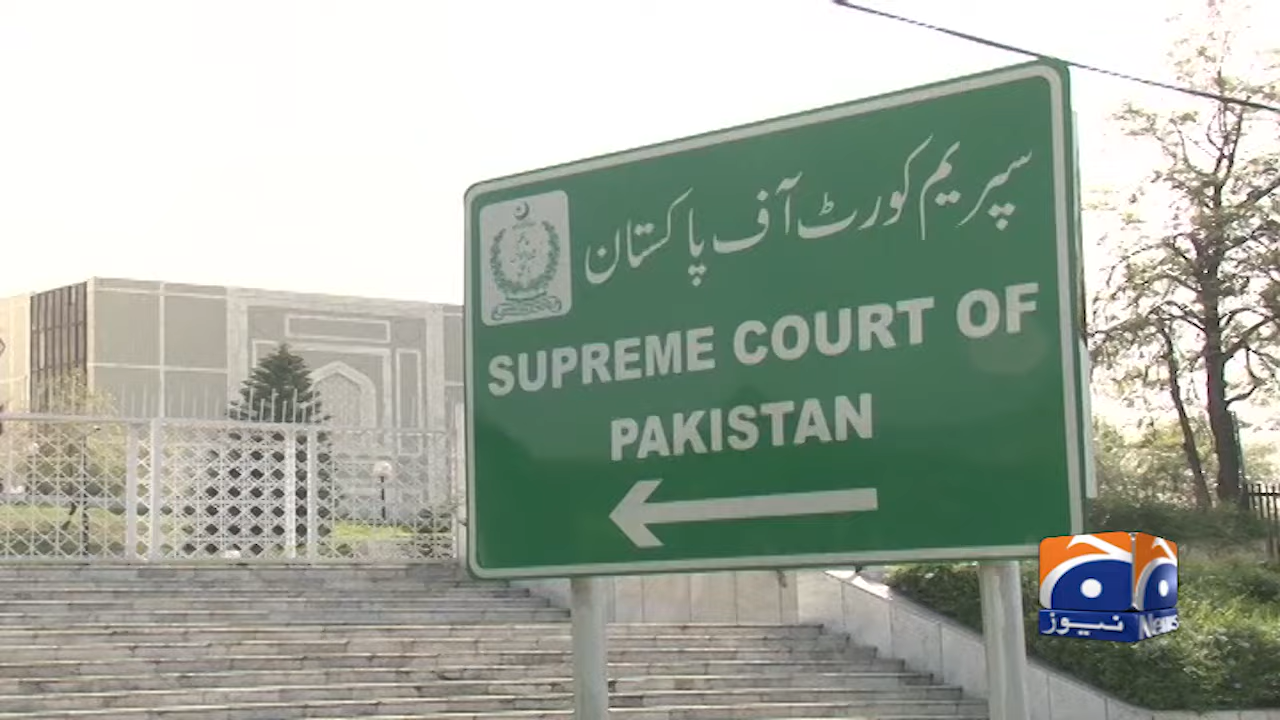 سپریم کورٹ آف پاکستان
SUPREME COURT OF
PAKISTAN
نیوز News